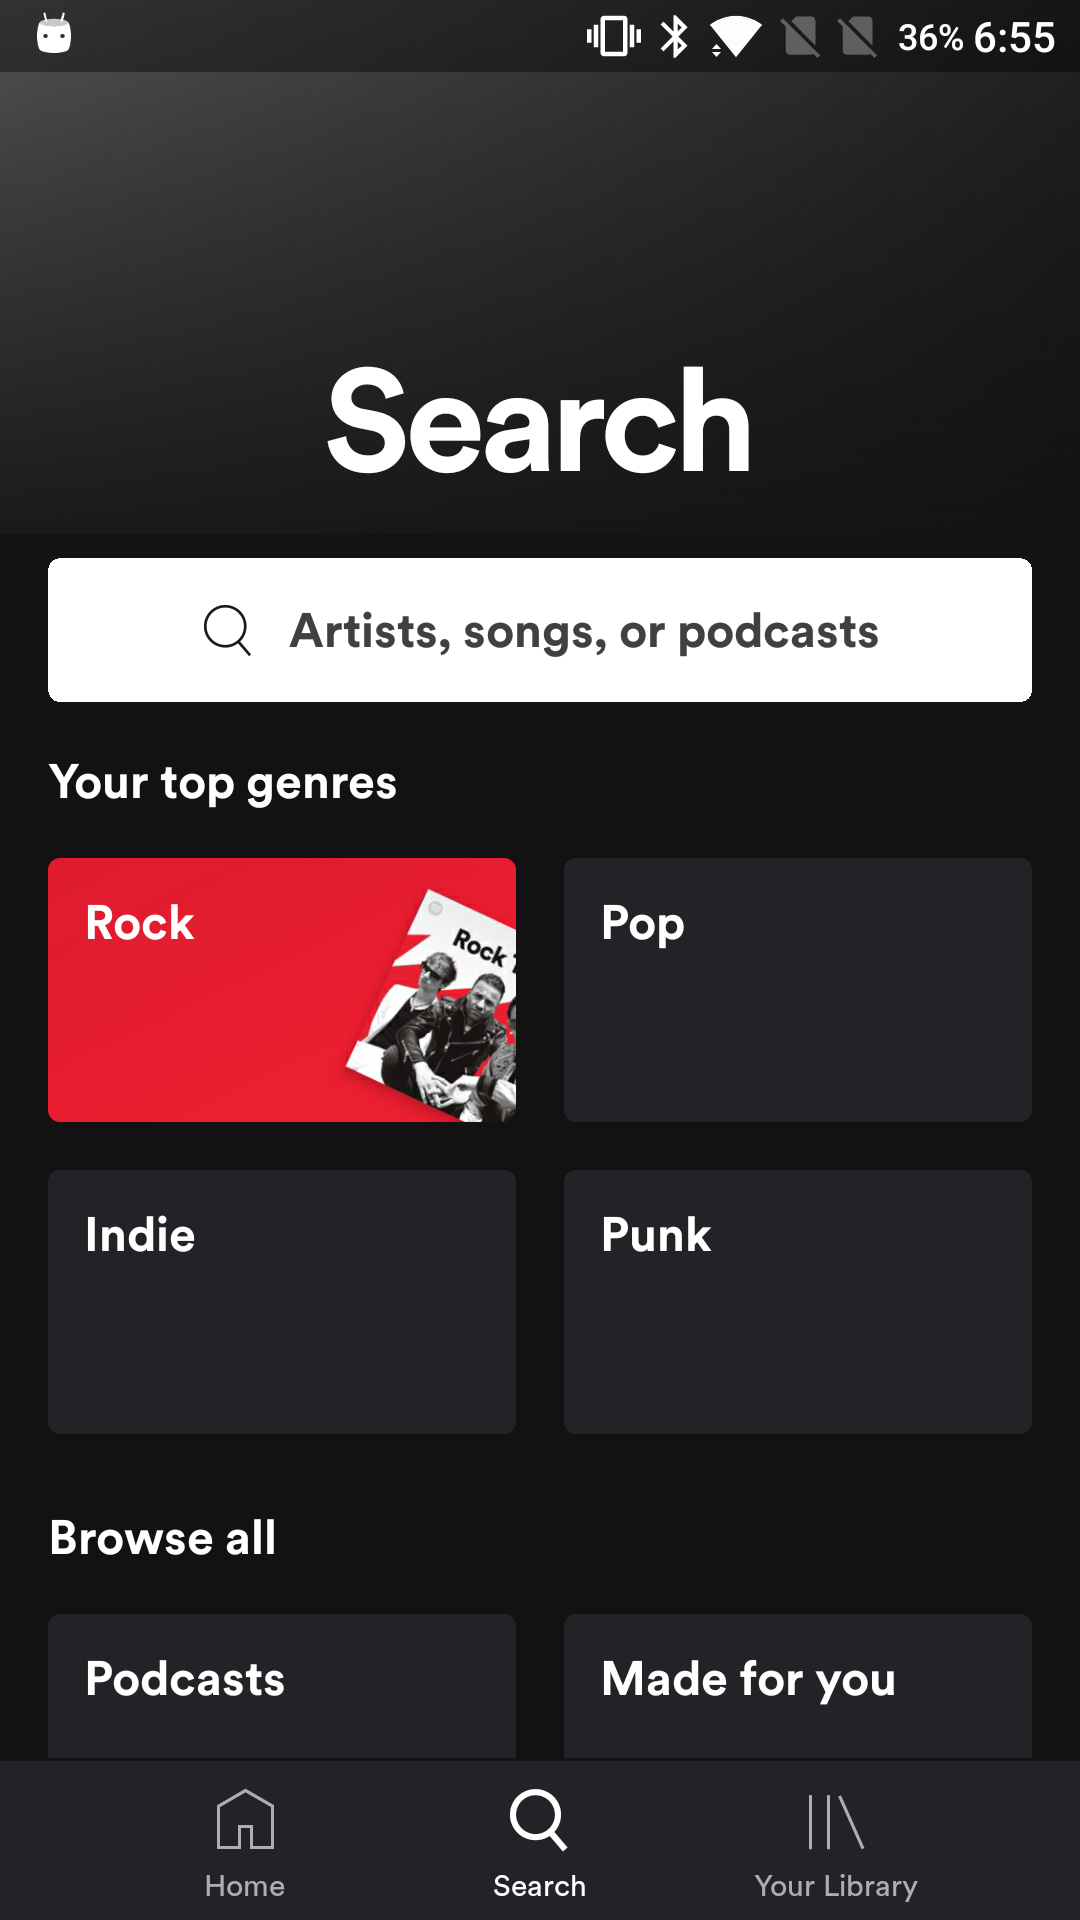 36% 6:55
Search
Artists, songs, or podcasts
Your top genres
Rock
Rock
Pop
Indie
Punk
Browse all
Podcasts
Made for you
Home
Search
Your Library